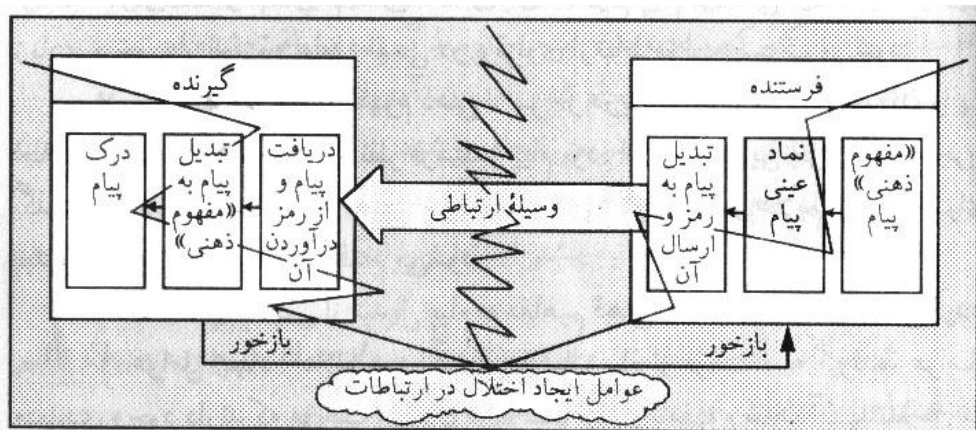 فرستنده
«مفهوم
ذهنی»
پیام
نماد
عینی
پیام
تبدیل
پیام به
رمز و
ارسال
آن
وسیلهٔ ارتباطی
گیرنده
دریافت
پیام و
از رمز
درآوردن
آن
تبدیل
پیام به
«مفهوم
ذهنی»
درک
پیام
بازخور
بازخور
عوامل ایجاد اختلال در ارتباطات